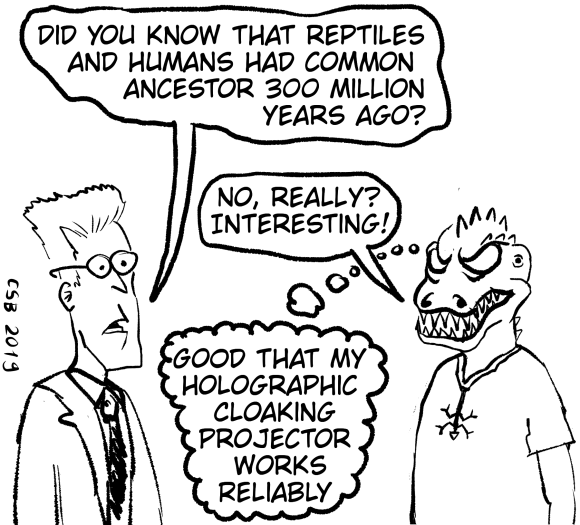 DID YOU KNOW THAT REPTILES
AND HUMANS HAD COMMON
ANCESTOR 300 MILLION
YEARS AGO?
NO, REALLY?
INTERESTING!
GOOD THAT MY
HOLOGRAPHIC
CLOAKING
PROJECTOR
WORKS
RELIABLY
CSB 2019